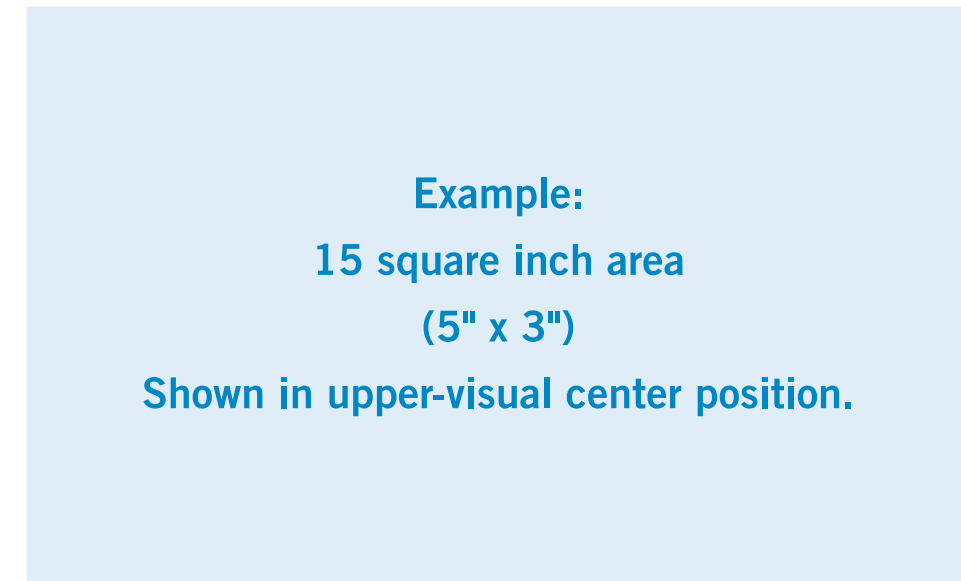 Example:
15 square inch area
(5" x 3")
Shown in upper-visual center position.